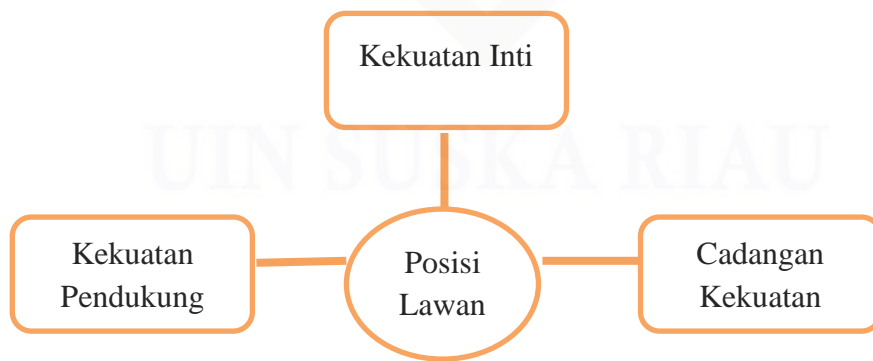 Kekuatan Inti
UIN SUSKA RIAU
Kekuatan
Pendukung
Posisi
Lawan
Cadangan
Kekuatan